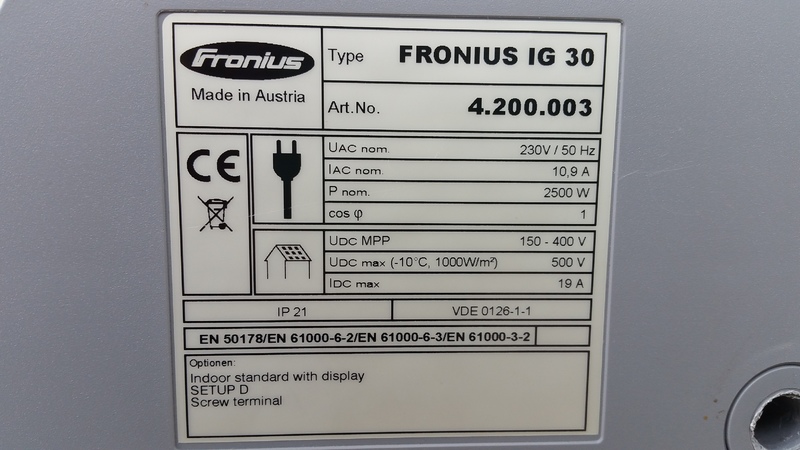 Fronius
Made in Austria
Type FRONIUS IG 30
Art.No. 4.200.003
CE
UAC nom. 230V / 50 Hz
IAC nom. 10,9 A
P nom. 2500 W
cos φ 1
UDC MPP 150 - 400 V
UDC max (-10°C, 1000W/m²) 500 V
IDC max 19 A
IP 21 VDE 0126-1-1
EN 50178/EN 61000-6-2/EN 61000-6-3/EN 61000-3-2
Optionen:
Indoor standard with display
SETUP D
Screw terminal